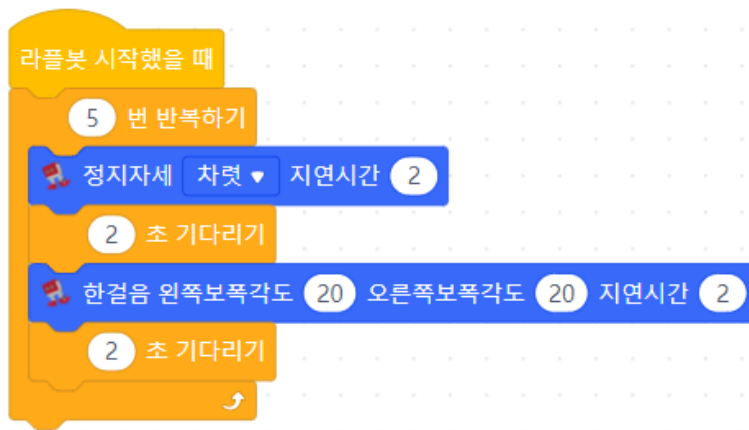 라플봇 시작했을 때
5 번 반복하기
정지자세 차렷 지연시간 2
2 초 기다리기
한걸음 왼쪽보폭각도 20 오른쪽보폭각도 20 지연시간 2
2 초 기다리기